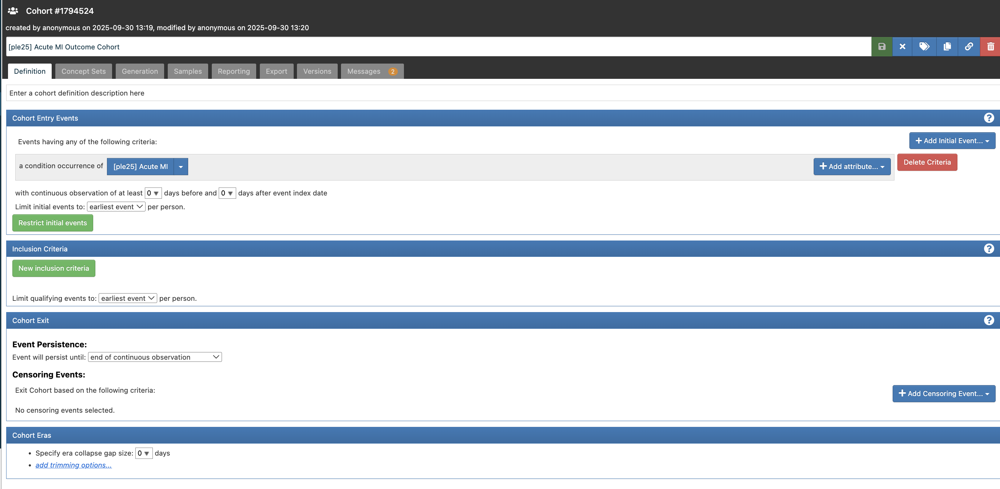 Cohort #1794524
created by anonymous on 2025-09-30 13:19, modified by anonymous on 2025-09-30 13:20
[ple25] Acute MI Outcome Cohort
Definition Concept Sets Generation Samples Reporting Export Versions Messages 2
Enter a cohort definition description here
Cohort Entry Events
Events having any of the following criteria:
Add Initial Event...
a condition occurrence of [ple25] Acute MI Add attribute... Delete Criteria
with continuous observation of at least 0 days before and 0 days after event index date
Limit initial events to: earliest event per person.
Restrict initial events
Inclusion Criteria
New inclusion criteria
Limit qualifying events to: earliest event per person.
Cohort Exit
Event Persistence:
Event will persist until: end of continuous observation
Censoring Events:
Exit Cohort based on the following criteria:
Add Censoring Event...
No censoring events selected.
Cohort Eras
• Specify era collapse gap size: 0 days
• add trimming options...